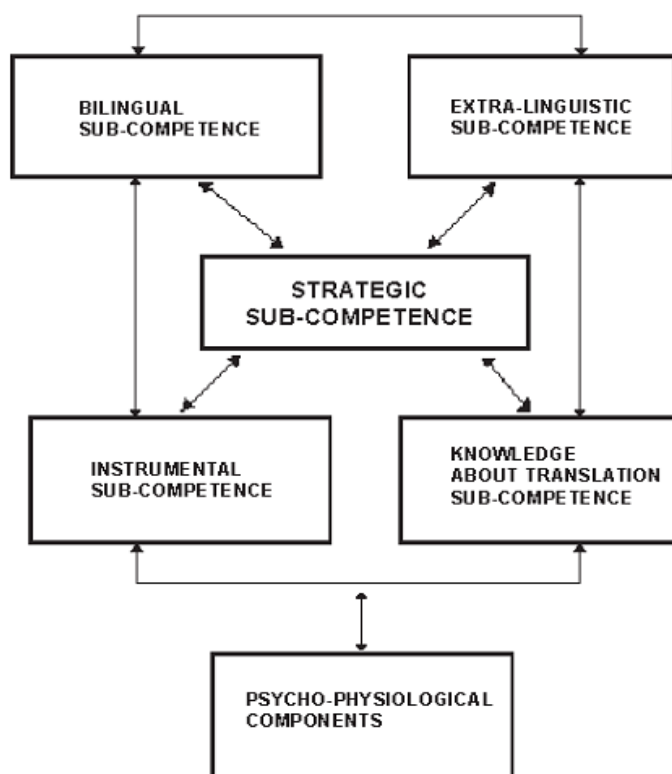 BILINGUAL
SUB-COMPETENCE
EXTRA-LINGUISTIC
SUB-COMPETENCE
STRATEGIC
SUB-COMPETENCE
INSTRUMENTAL
SUB-COMPETENCE
KNOWLEDGE
ABOUT TRANSLATION
SUB-COMPETENCE
PSYCHO-PHYSIOLOGICAL
COMPONENTS